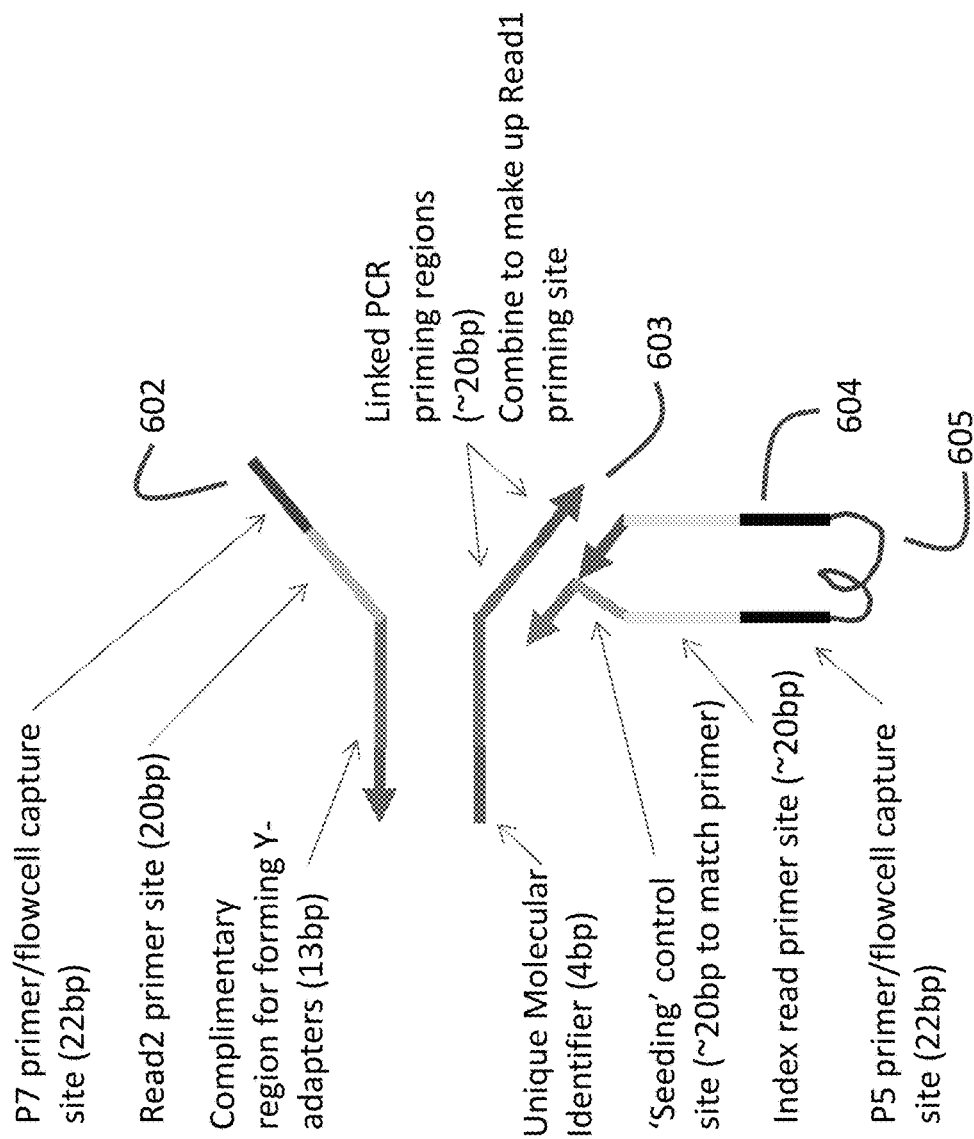 P7 primer/flowcell capture
site (22bp)
Read2 primer site (20bp)
Complimentary
region for forming Y-
adapters (13bp)
Unique Molecular
Identifier (4bp)
'Seeding' control
site (~20bp to match primer)
Index read primer site (~20bp)
P5 primer/flowcell capture
site (22bp)
602
Linked PCR
priming regions
(~20bp)
Combine to make up Read1
priming site
603
604
605